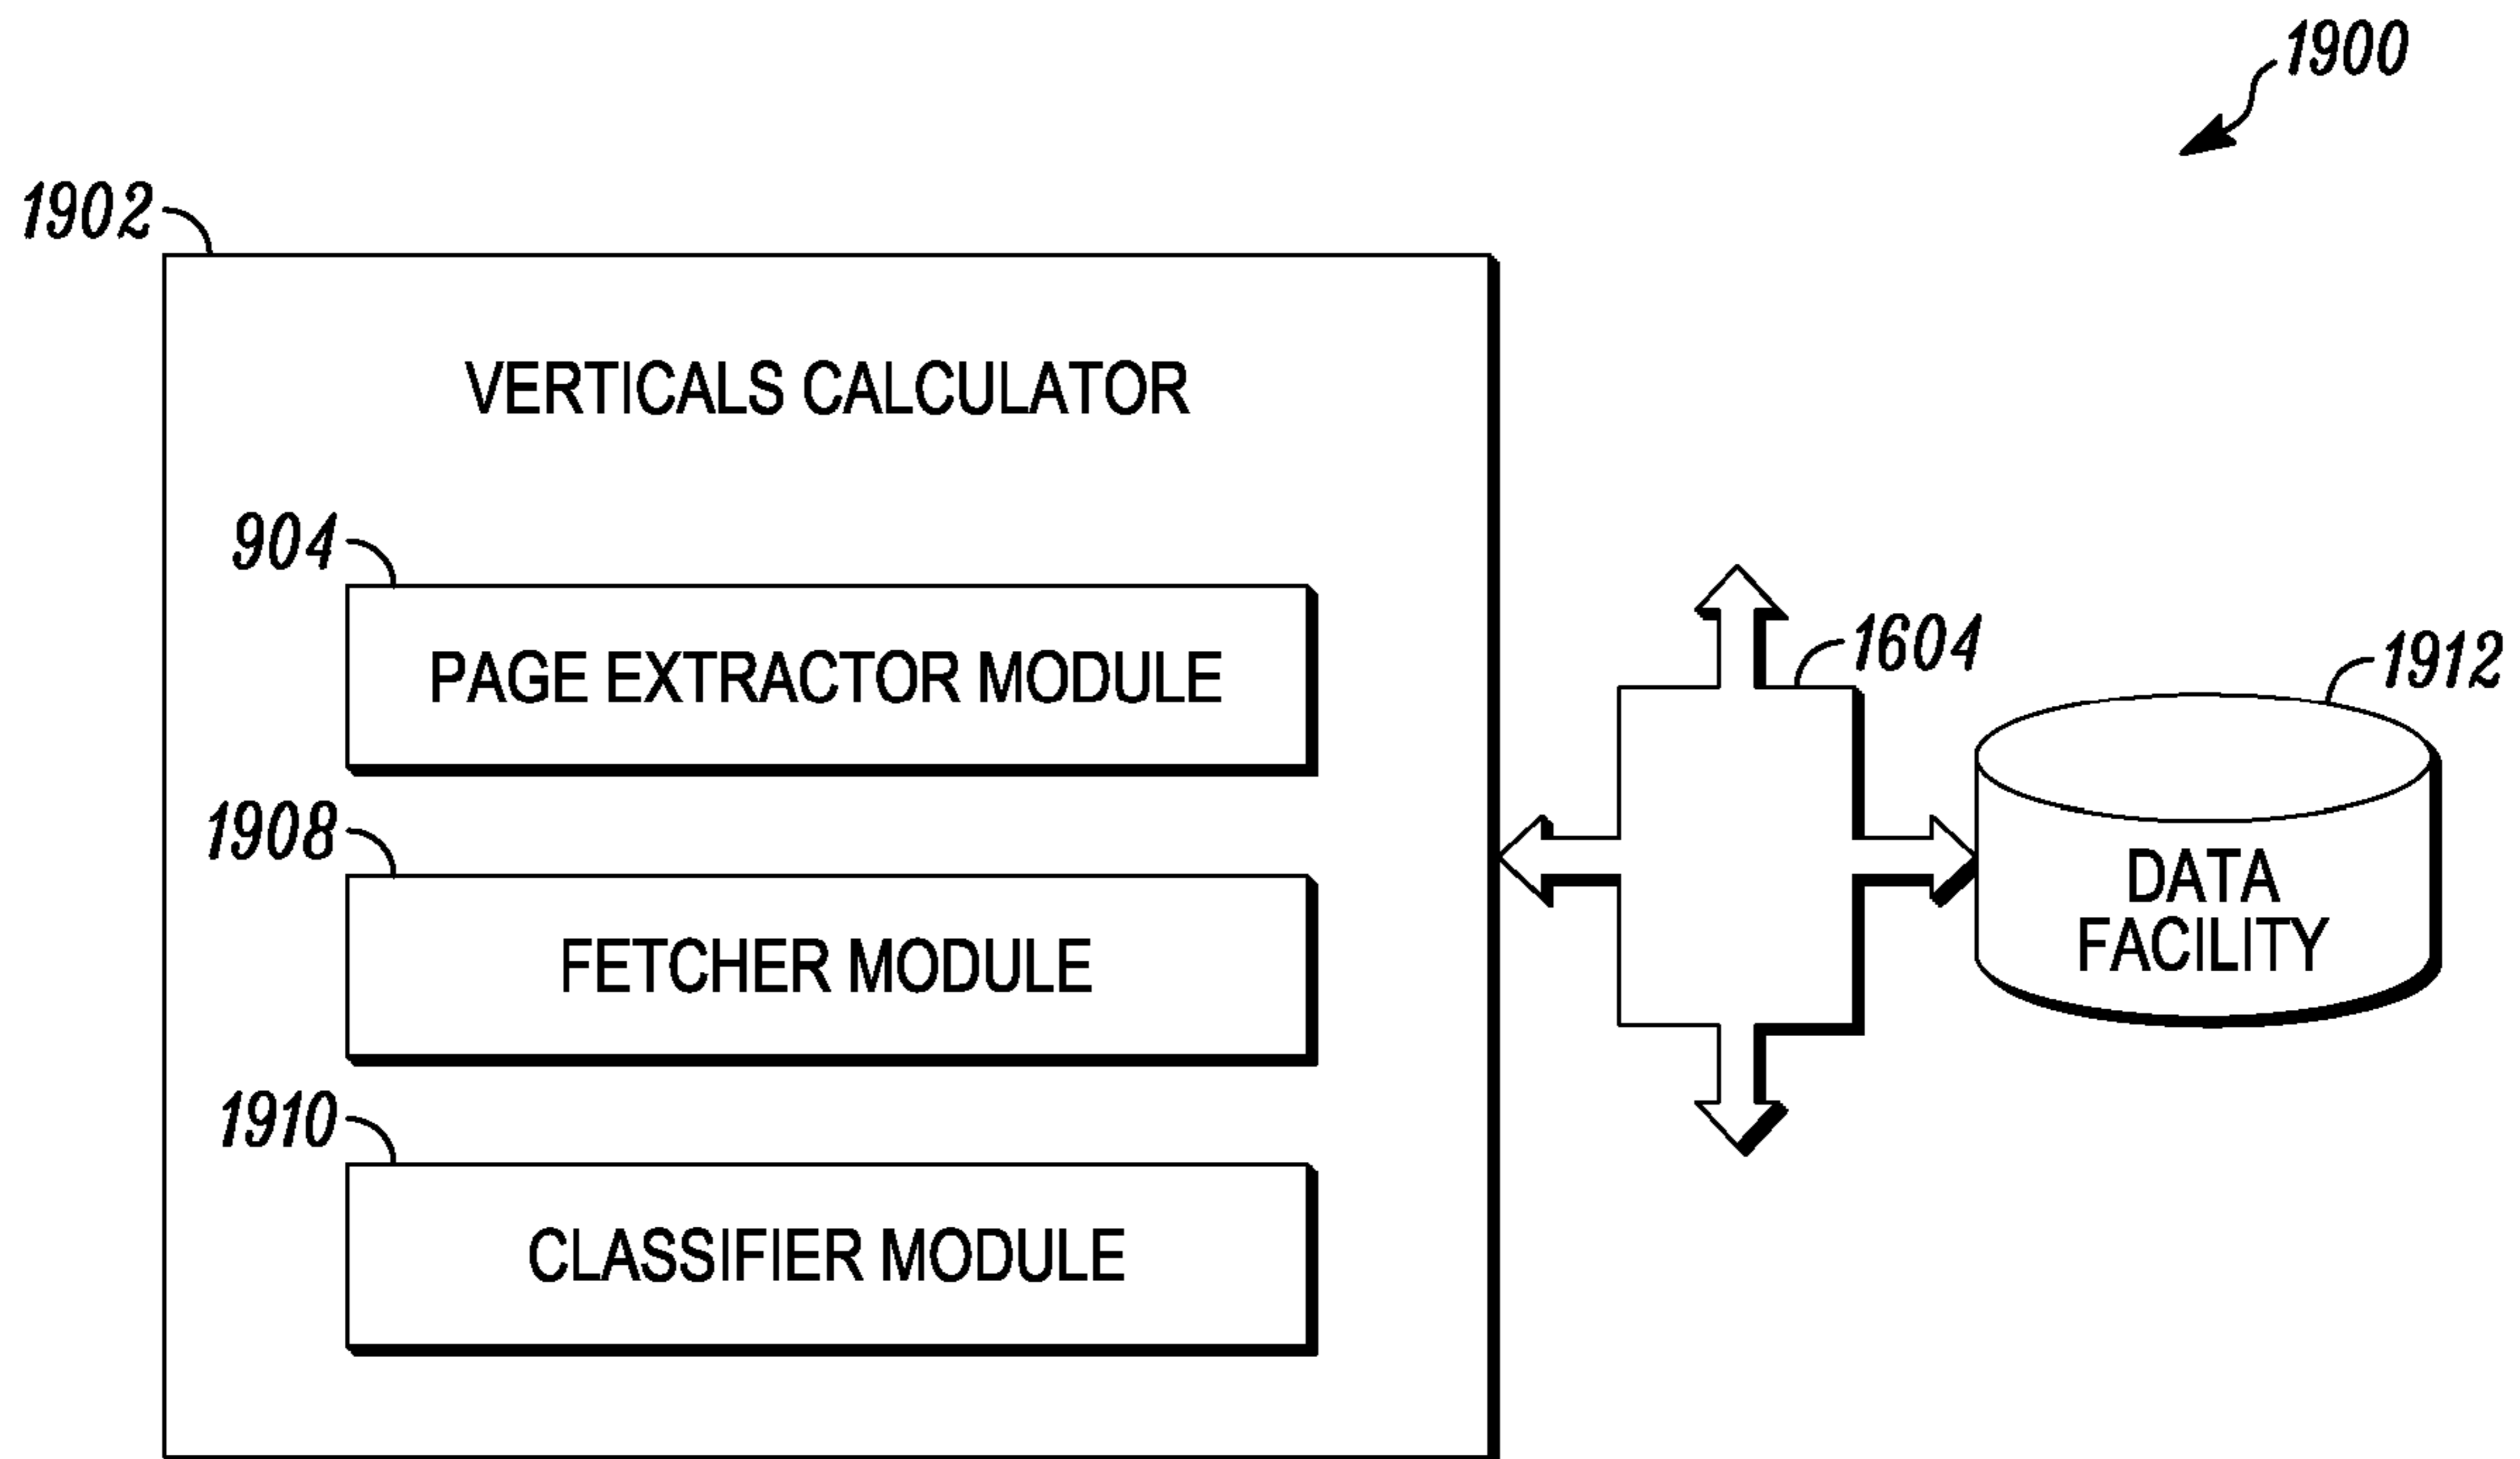 1900
1902
VERTICALS CALCULATOR
904
PAGE EXTRACTOR MODULE
1604
1912
1908
DATA
FACILITY
FETCHER MODULE
1910
CLASSIFIER MODULE